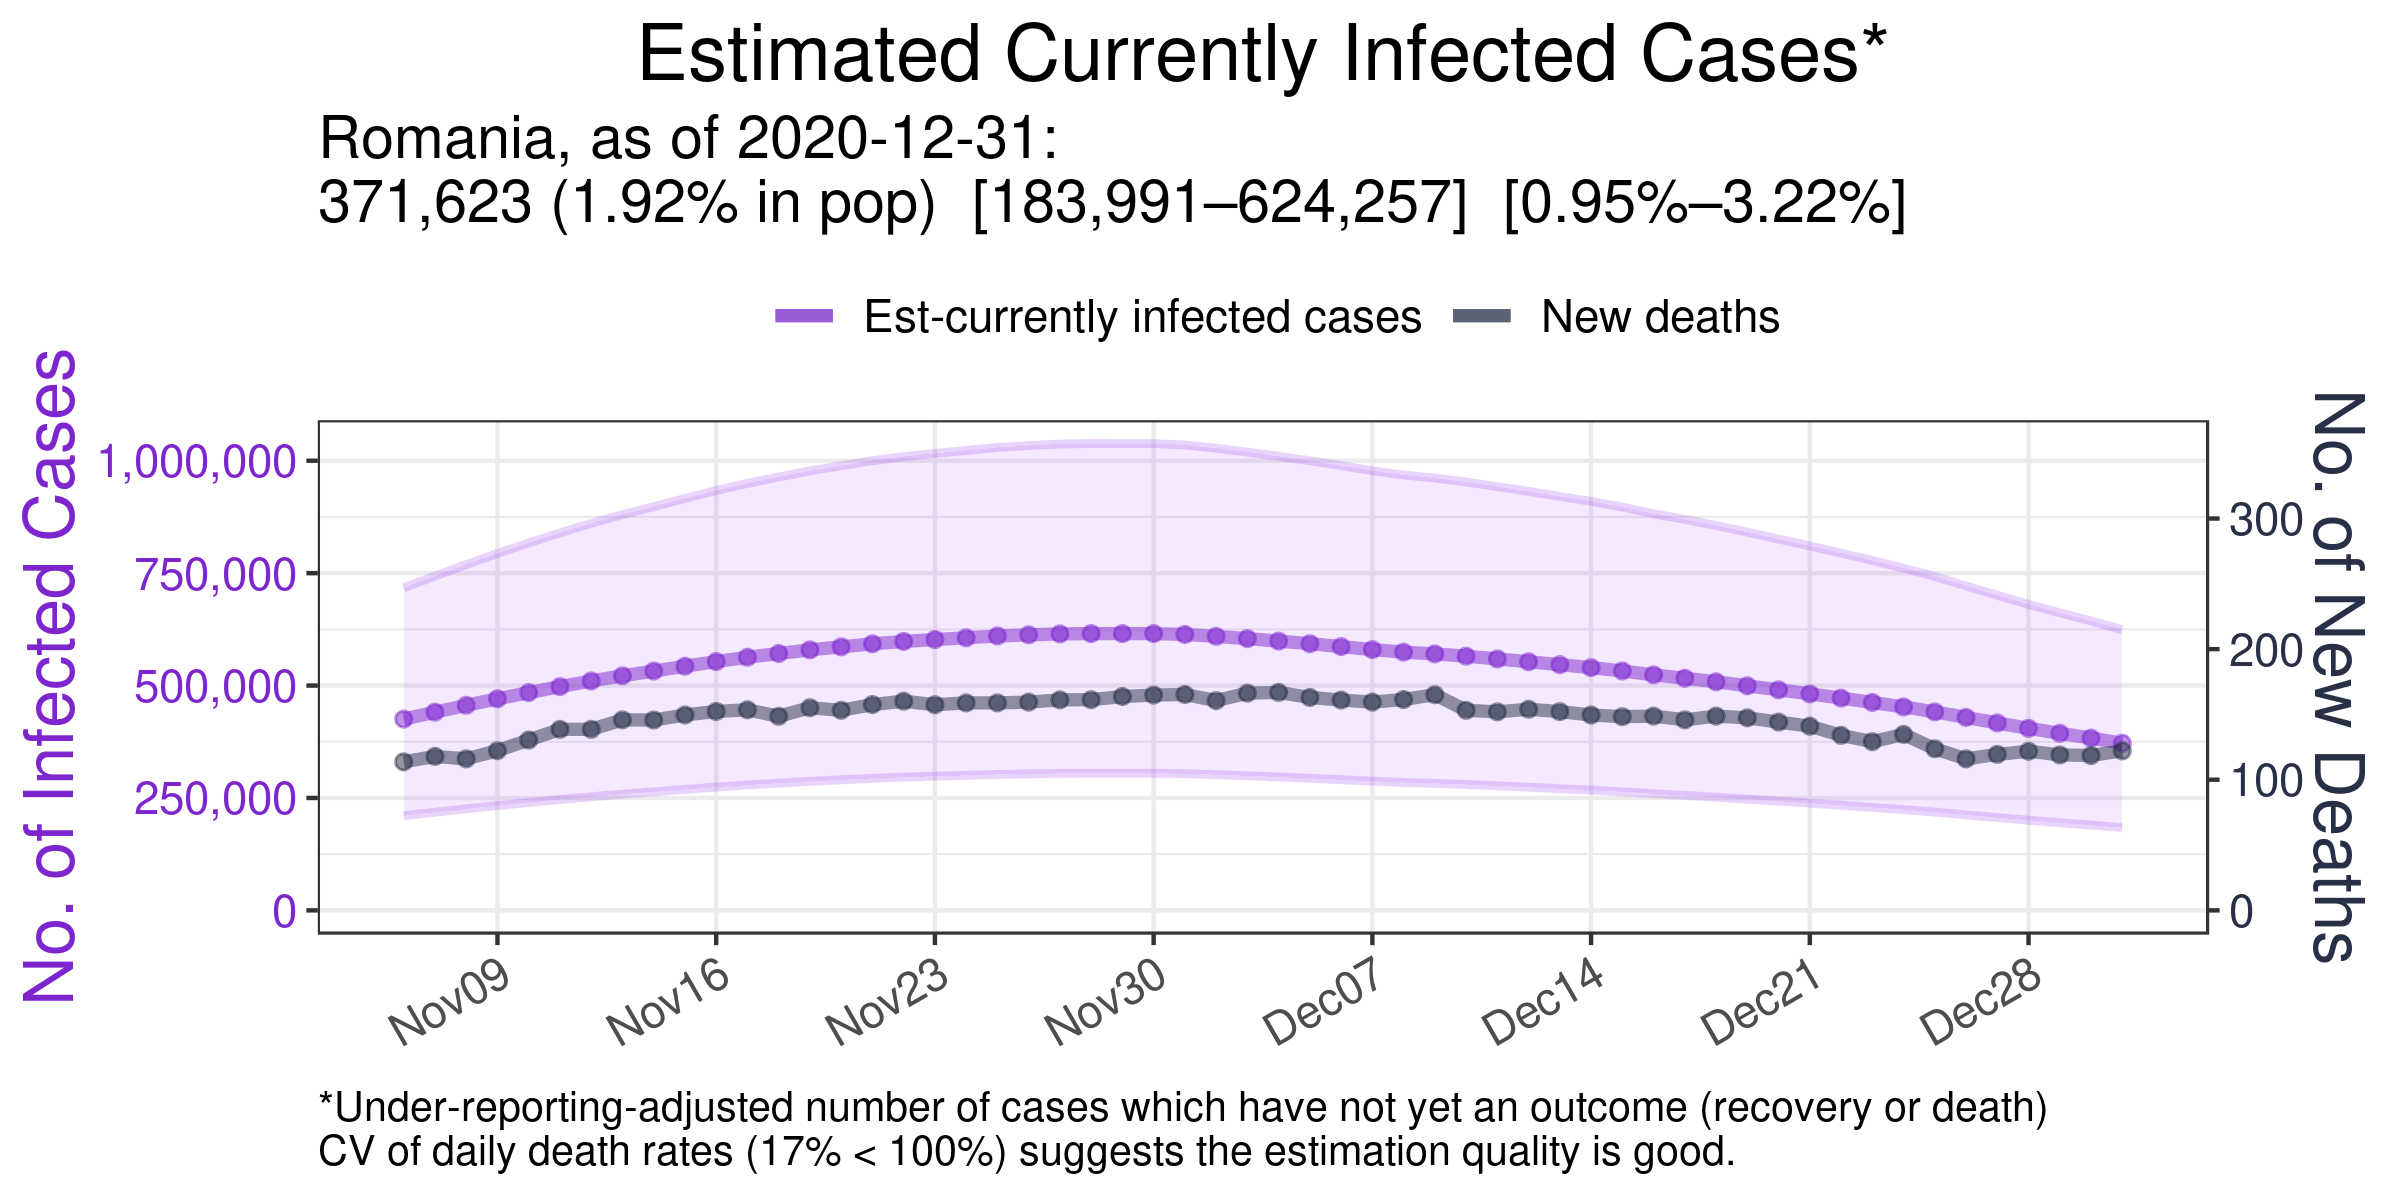 Estimated Currently Infected Cases*
Romania, as of 2020-12-31:
371,623 (1.92% in pop) [183,991–624,257] [0.95%–3.22%]
Est-currently infected cases
New deaths
No. of Infected Cases
1,000,000
750,000
500,000
250,000
0
300
200
100
0
No. of New Deaths
Nov09
Nov16
Nov23
Nov30
Dec07
Dec14
Dec21
Dec28
*Under-reporting-adjusted number of cases which have not yet an outcome (recovery or death)
CV of daily death rates (17% < 100%) suggests the estimation quality is good.